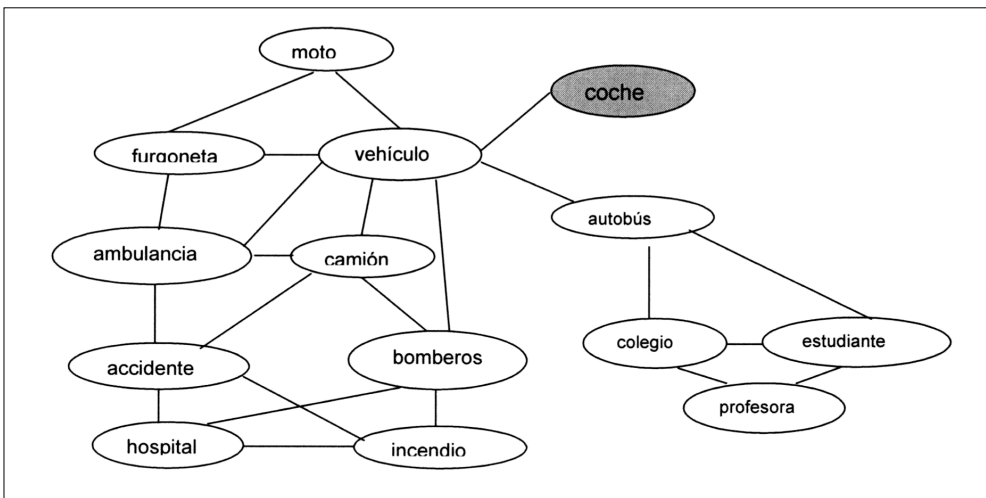 moto
coche
furgoneta
vehículo
autobús
ambulancia
camión
colegio
estudiante
accidente
bomberos
profesora
hospital
incendio